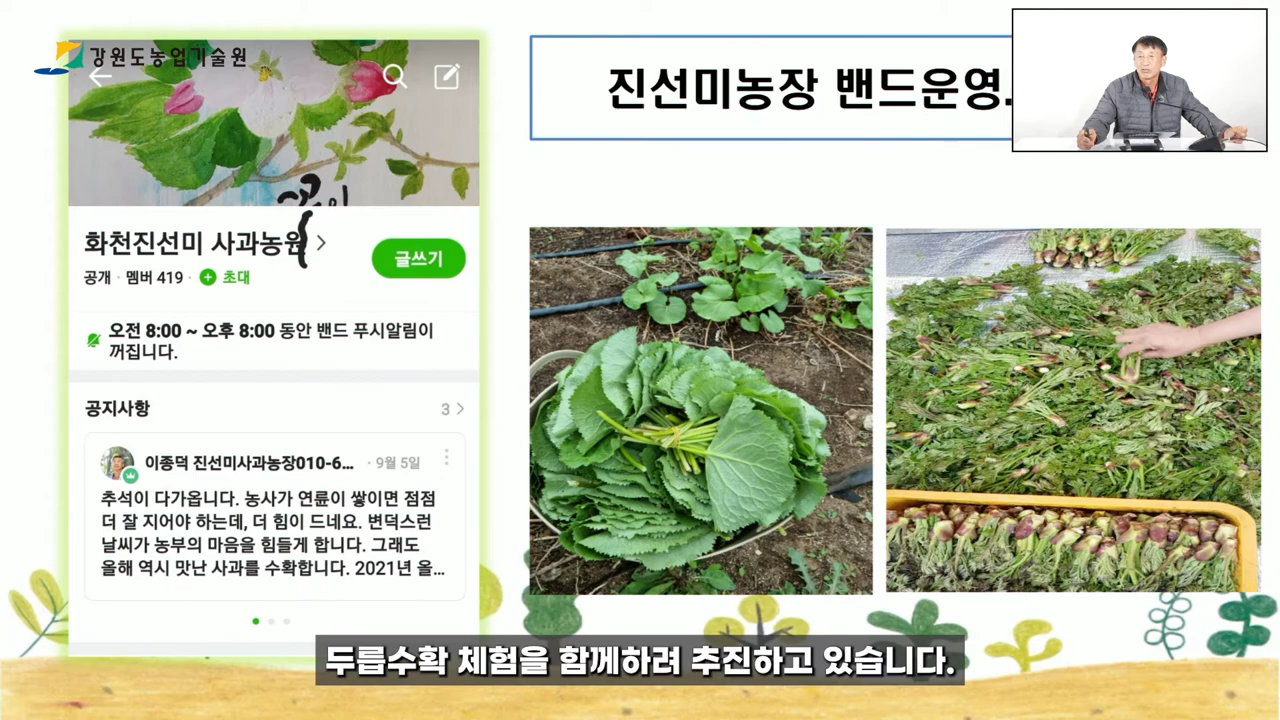 강원도농업기술원
진선미농장 밴드운영.
화천진선미 사과농원 >
글쓰기
공개 · 멤버 419 · + 초대
오전 8:00 ~ 오후 8:00 동안 밴드 푸시알림이
꺼집니다.
공지사항
3 >
이종덕 진선미사과농장010-6... · 9월 5일
추석이 다가옵니다. 농사가 연륜이 쌓이면 점점
더 잘 지어야 하는데, 더 힘이 드네요. 변덕스런
날씨가 농부의 마음을 힘들게 합니다. 그래도
올해 역시 맛난 사과를 수확합니다. 2021년 올...
두릅수확 체험을 함께하려 추진하고 있습니다.